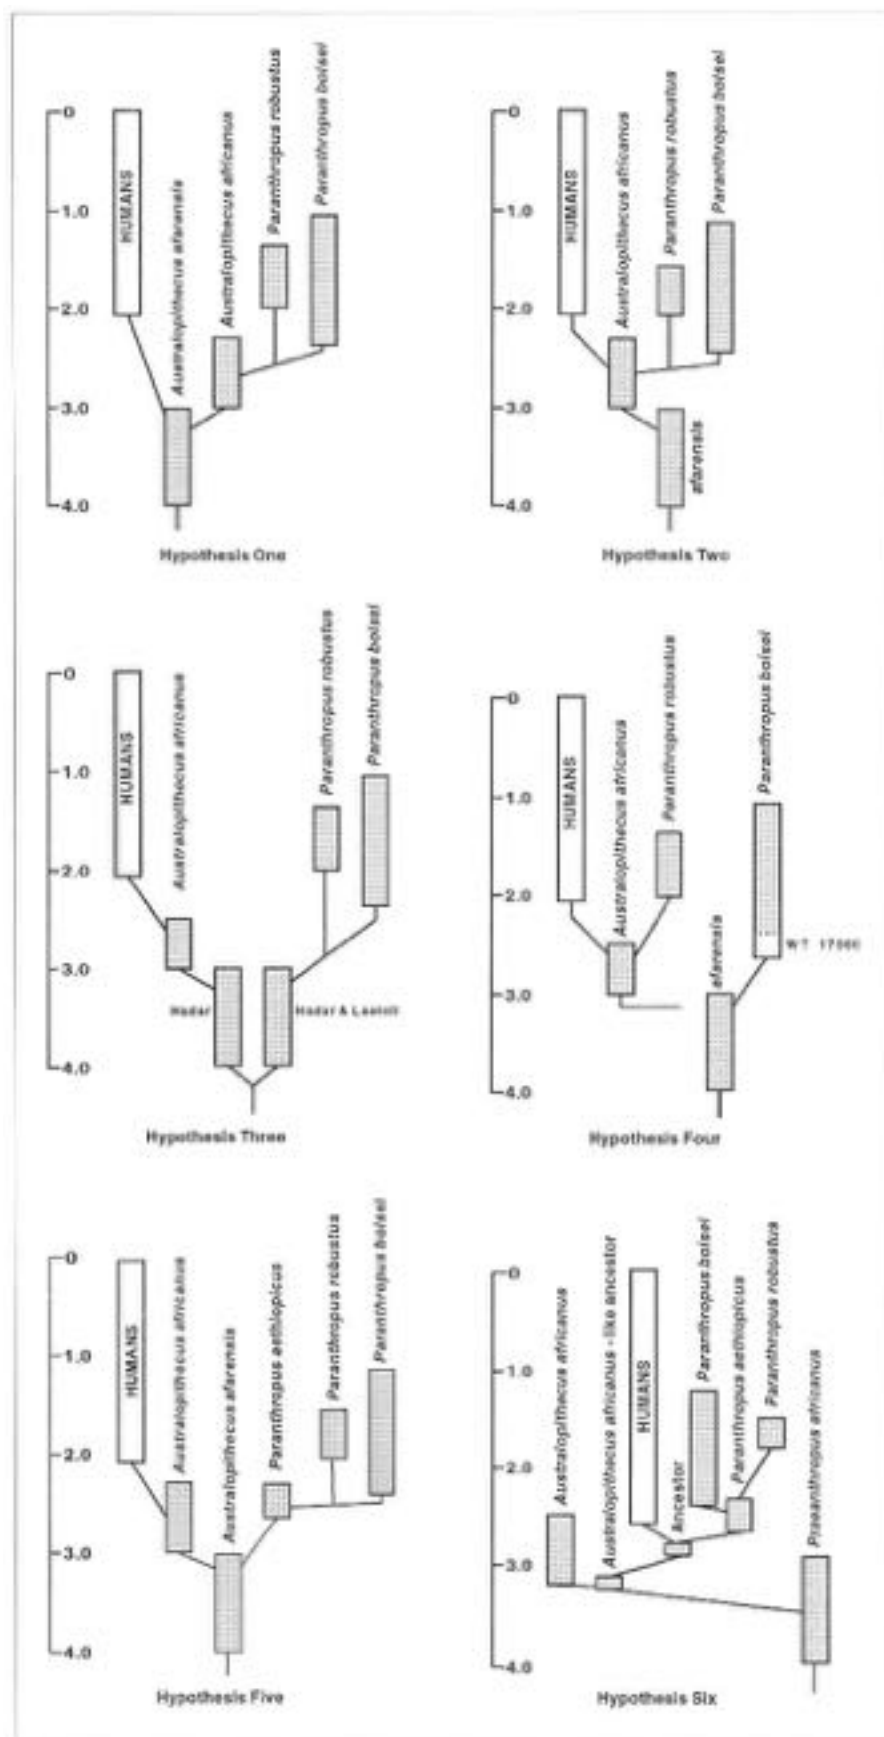 0
1.0
2.0
3.0
4.0
HUMANS
Australopithecus afarensis
Australopithecus africanus
Paranthropus robustus
Paranthropus boisei
Hypothesis One
0
1.0
2.0
3.0
4.0
HUMANS
Australopithecus africanus
Paranthropus robustus
Paranthropus boisei
afarensis
Hypothesis Two
0
1.0
2.0
3.0
4.0
HUMANS
Australopithecus africanus
Hadar
Hadar & Laetoli
Paranthropus robustus
Paranthropus boisei
Hypothesis Three
0
1.0
2.0
3.0
4.0
HUMANS
Australopithecus africanus
Paranthropus robustus
afarensis
Paranthropus boisei
WT 17000
Hypothesis Four
0
1.0
2.0
3.0
4.0
HUMANS
Australopithecus africanus
Australopithecus afarensis
Paranthropus aethiopicus
Paranthropus robustus
Paranthropus boisei
Hypothesis Five
0
1.0
2.0
3.0
4.0
Australopithecus africanus
Australopithecus africanus - like ancestor
HUMANS
Ancestor
Paranthropus boisei
Paranthropus aethiopicus
Paranthropus robustus
Praeanthropus africanus
Hypothesis Six